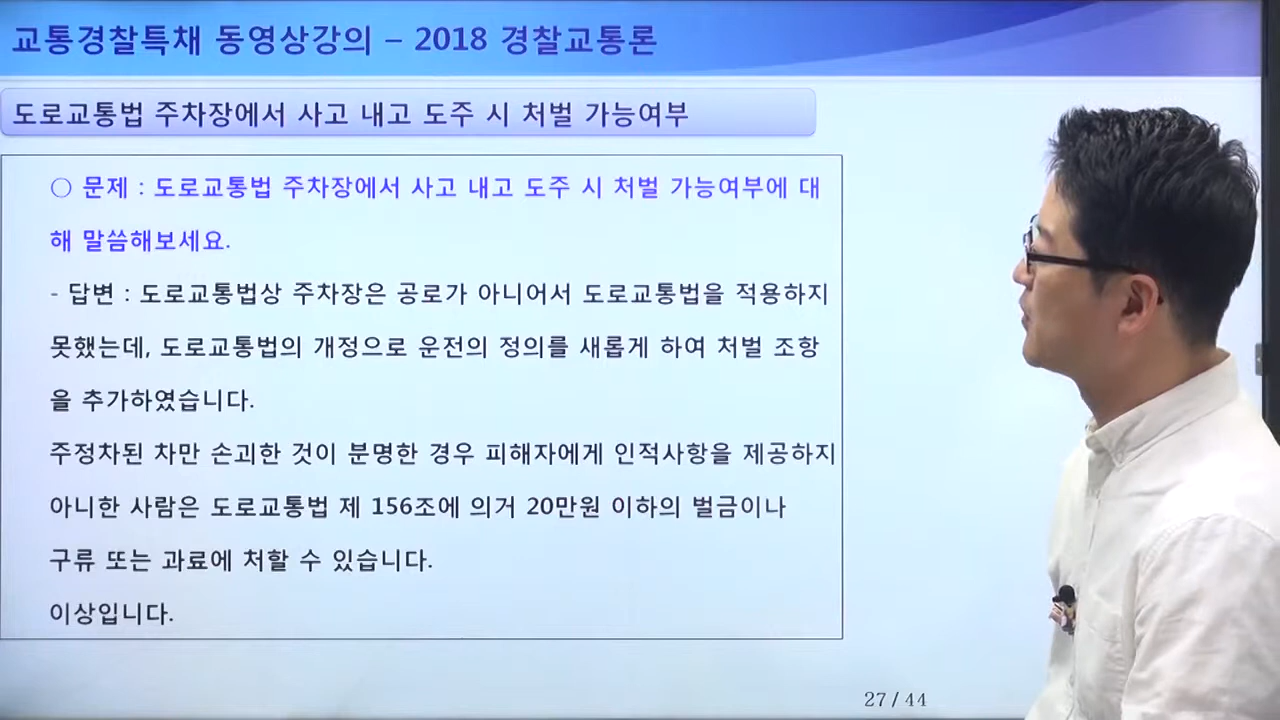 교통경찰특채 동영상강의 – 2018 경찰교통론
도로교통법 주차장에서 사고 내고 도주 시 처벌 가능여부
○ 문제 : 도로교통법 주차장에서 사고 내고 도주 시 처벌 가능여부에 대
해 말씀해보세요.
- 답변 : 도로교통법상 주차장은 공로가 아니어서 도로교통법을 적용하지
못했는데, 도로교통법의 개정으로 운전의 정의를 새롭게 하여 처벌 조항
을 추가하였습니다.
주정차된 차만 손괴한 것이 분명한 경우 피해자에게 인적사항을 제공하지
아니한 사람은 도로교통법 제 156조에 의거 20만원 이하의 벌금이나
구류 또는 과료에 처할 수 있습니다.
이상입니다.
27 / 44